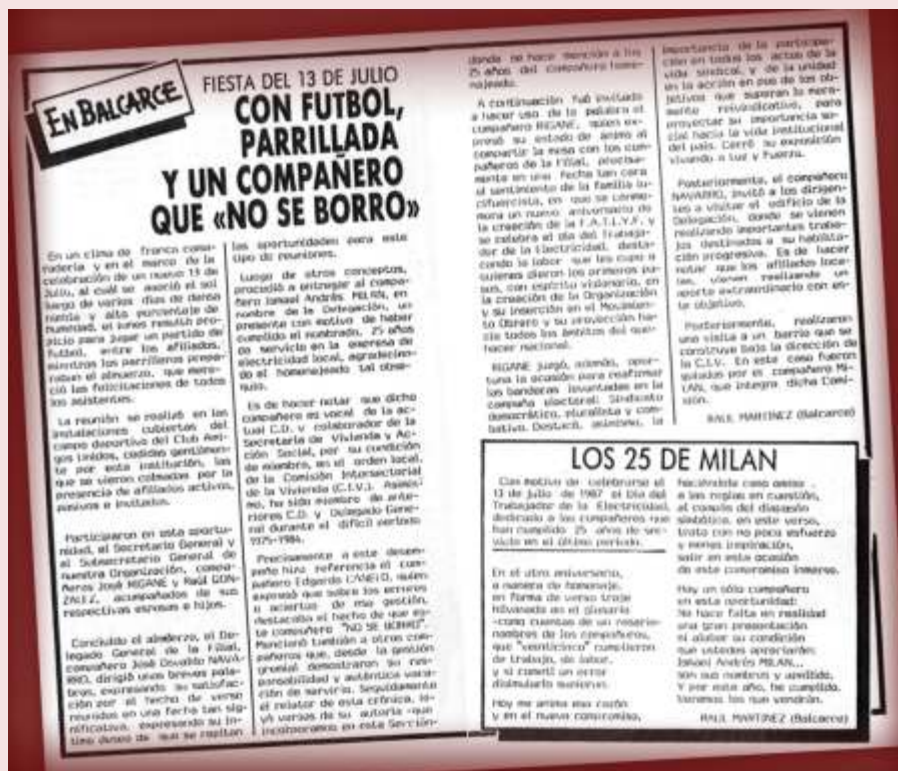 EN BALCARCE
FIESTA DEL 13 DE JULIO
CON FUTBOL,
PARRILLADA
Y UN COMPAÑERO
QUE «NO SE BORRO»
En un clima de franca cama-
radería y en el marco de la
celebración de un nuevo 13 de
Julio, al cuál se asoció el sol
luego de varios días de densa
niebla y alto porcentaje de
humedad, el lunes resultó pro-
picio para jugar un partido de
futbol, entre los afiliados,
mientras los parrilleros prepa-
raban el almuerzo, que mere-
ció las felicitaciones de todos
los asistentes.
La reunión se realizó en las
instalaciones cubiertas del
campo deportivo del Club Ami-
gos Unidos, cedidas gentilmen-
te por esta institución, las
que se vieron colmadas por la
presencia de afiliados activos,
pasivos e invitados.
Participaron en esta oportu-
nidad, el Secretario General y
el Subsecretario General de
nuestra Organización, compa-
ñeros José RIGANE y Raúl GON-
ZALEZ, acompañados de sus
respectivas esposas e hijos.
Concluído el almuerzo, el De-
legado General de la Filial,
compañero José Osvaldo NAVA-
RRO, dirigió unas breves pala-
bras, expresando su satisfac-
ción por el hecho de verse
reunidos en una fecha tan sig-
nificativa, expresando su ín-
timo deseo de que se repitan
las oportunidades para este
tipo de reuniones.
Luego de otros conceptos,
procedió a entregar al compa-
ñero Ismael Andrés MILAN, en
nombre de la Delegación, un
presente con motivo de haber
cumplido el nombrado, 25 años
de servicio en la empresa de
electricidad local, agradecien-
do el homenajeado tal obse-
quio.
Es de hacer notar que dicho
compañero es vocal de la ac-
tual C.D. y colaborador de la
Secretaría de Vivienda y Ac-
ción Social, por su condición
de miembro, en el orden local,
de la Comisión Intersectorial
de la Vivienda (C.I.V.). Asimis-
mo, ha sido miembro de ante-
riores C.D. y Delegado Gene-
ral durante el difícil período
1975-1984.
Precisamente a este desem-
peño hizo referencia el com-
pañero Edgardo quien
expresó que sobre los errores
o aciertos de esa gestión,
destacaba el hecho de que es-
te compañero "NO SE BORRO".
Mencionó también a otros com-
pañeros que, desde la gestión
gremial demostraron su res-
ponsabilidad y auténtica voca-
ción de servicio. Seguidamente
el relator de esta crónica, le-
yó versos de su autoría -que
incorporamos en esta Sección-
donde se hace mención a los
25 años del compañero home-
najeado.
A continuación fué invitado
a hacer uso de la palabra el
compañero RIGANE, quien ex-
presó su estado de ánimo al
compartir la mesa con los com-
pañeros de la Filial, precisa-
mente en una fecha tan cara
al sentimiento de la familia lu-
cifuercista, en que se conme-
mora un nuevo aniversario de
la creación de la F.A.T.L.Y.F. y
se celebra el día del Trabaja-
dor de la Electricidad, desta-
cando la labor que les cupo a
quienes dieron los primeros pa-
sos, con espíritu visionario, en
la creación de la Organización
y su inserción en el Movimien-
to Obrero y su proyección ha-
cia todos los ámbitos del que-
hacer nacional.
RIGANE juzgó, además, opor-
tuna la ocasión para reafirmar
las banderas levantadas en la
campaña electoral: Sindicato
democrático, pluralista y com-
bativo. Destacó, asimismo, la
importancia de la participa-
ción en todos los actos de la
vida sindical, y de la unidad
en la acción en pos de los ob-
jetivos que superan lo mera-
mente reivindicativo, para
proyectar su importancia so-
cial hacia la vida institucional
del país. Cerró su exposición
vivando a Luz y Fuerza.
Posteriormente, el compañero
NAVARRO, invitó a los dirigen-
tes a visitar el edificio de la
Delegación, donde se vienen
realizando importantes traba-
jos destinados a su habilita-
ción progresiva. Es de hacer
notar que los afiliados loca-
les, vienen realizando un
aporte extraordinario con es-
te objetivo.
Posteriormente, realizaron
una visita a un barrio que se
construye bajo la dirección de
la C.I.V. En este caso fueron
guiados por el compañero MI-
LAN, que integra dicha Comi-
sión.
RAUL MARTINEZ (Balcarce)
LOS 25 DE MILAN
Con motivo de celebrarse el
13 de Julio de 1987 el Día del
Trabajador de la Electricidad,
dedicado a los compañeros que
han cumplido 25 años de ser-
vicio en el último período.
En el otro aniversario,
a manera de homenaje,
en forma de verso traje
hilvanado en el plenario
-como cuentas de un rosario-
nombres de los compañeros,
que "veinticinco" cumplieron
de trabajo, de labor,
y si cometí un error
disimularlo supieron.
Hoy me anima esa razón
y en el nuevo compromiso,
haciéndole caso omiso
a las reglas en cuestión,
al compás del diapasón
simbólico, en este verso,
trato con no poco esfuerzo
y menos inspiración,
salir en esta ocasión
de este compromiso inmerso.
Hay un sólo compañero
en esta oportunidad:
No hace falta en realidad
una gran presentación
ni alabar su condición
que ustedes apreciarán:
Ismael Andrés MILAN...
son sus nombres y apellido.
Y por este año, he cumplido.
Veremos los que vendrán.
RAUL MARTINEZ (Balcarce)